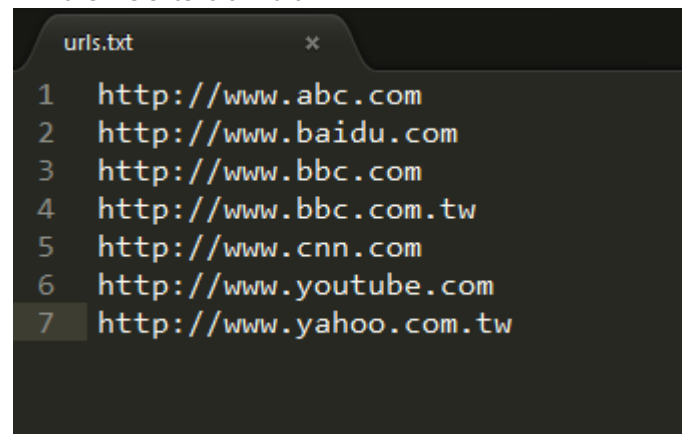 urls.txt ×
1 http://www.abc.com
2 http://www.baidu.com
3 http://www.bbc.com
4 http://www.bbc.com.tw
5 http://www.cnn.com
6 http://www.youtube.com
7 http://www.yahoo.com.tw